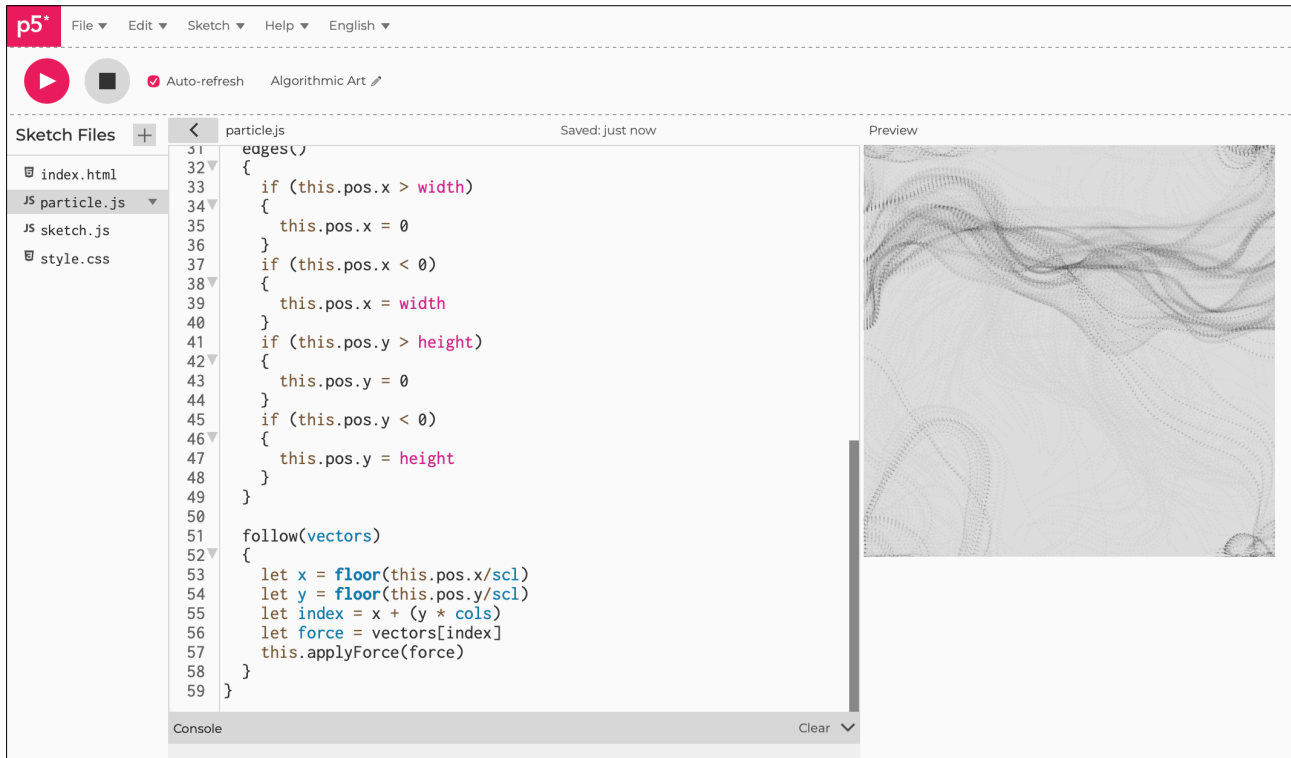 p5* File Edit Sketch Help English
Auto-refresh Algorithmic Art
Sketch Files
index.html
particle.js
sketch.js
style.css
particle.js Saved: just now
31 edges()
32 {
33 if (this.pos.x > width)
34 {
35 this.pos.x = 0
36 }
37 if (this.pos.x < 0)
38 {
39 this.pos.x = width
40 }
41 if (this.pos.y > height)
42 {
43 this.pos.y = 0
44 }
45 if (this.pos.y < 0)
46 {
47 this.pos.y = height
48 }
49 }
50
51 follow(vectors)
52 {
53 let x = floor(this.pos.x/scl)
54 let y = floor(this.pos.y/scl)
55 let index = x + (y * cols)
56 let force = vectors[index]
57 this.applyForce(force)
58 }
59 }
Console Clear
Preview